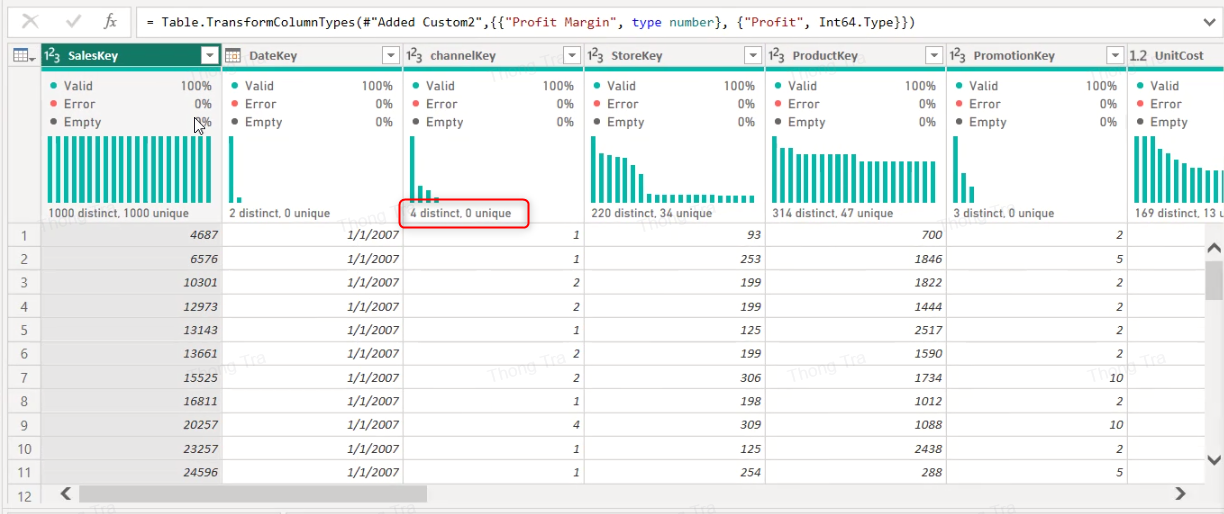 = Table.TransformColumnTypes(#"Added Custom2",{{"Profit Margin", type number}, {"Profit", Int64.Type}})
1²3 SalesKey DateKey 1²3 channelKey 1²3 StoreKey 1²3 ProductKey 1²3 PromotionKey 1.2 UnitCost
Valid 100% Valid 100% Valid 100% Valid 100% Valid 100% Valid 100% Valid
Error 0% Error 0% Error 0% Error 0% Error 0% Error 0% Error
Empty 0% Empty 0% Empty 0% Empty 0% Empty 0% Empty 0% Empty
1000 distinct, 1000 unique 2 distinct, 0 unique 4 distinct, 0 unique 220 distinct, 34 unique 314 distinct, 47 unique 3 distinct, 0 unique 169 distinct, 13 u
1 4687 1/1/2007 1 93 700 2
2 6576 1/1/2007 1 253 1846 5
3 10301 1/1/2007 2 199 1822 2
4 12973 1/1/2007 2 199 1444 2
5 13143 1/1/2007 1 125 2517 2
6 13661 1/1/2007 2 199 1590 2
7 15525 1/1/2007 2 306 1734 10
8 16811 1/1/2007 1 198 1012 2
9 20257 1/1/2007 4 309 1088 10
10 23257 1/1/2007 1 125 2438 2
11 24596 1/1/2007 1 254 288 5
12
Thong Tra